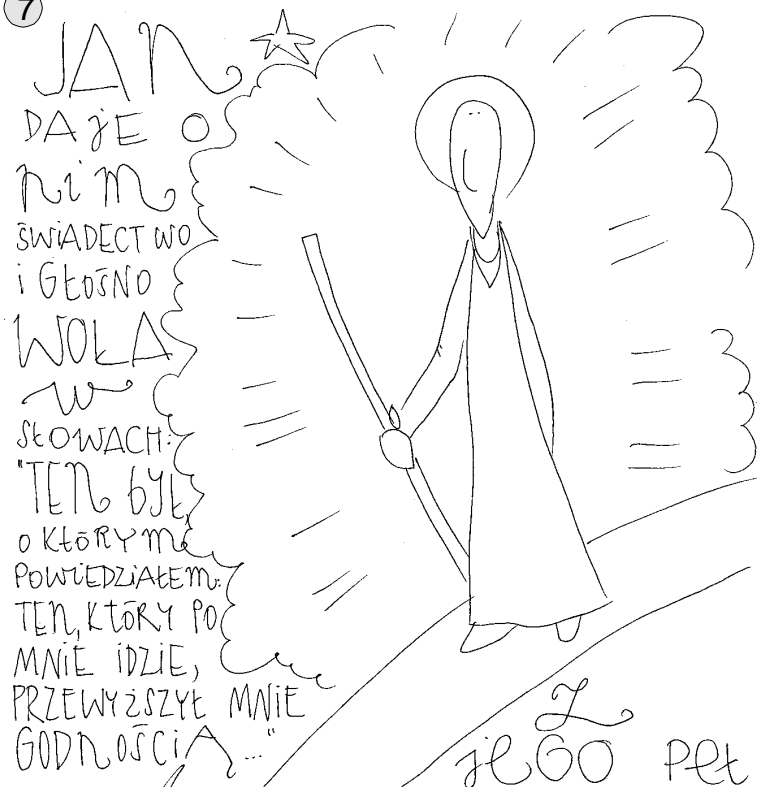 7
JAN
DAJE O
NIM
ŚWIADECTWO
I GŁOŚNO
WOŁA
W
SŁOWACH:
"TEN BYŁ,
O KTÓRYM
POWIEDZIAŁEM:
TEN, KTÓRY PO
MNIE IDZIE,
PRZEWYŻSZYŁ MNIE
GODNOŚCIĄ..."
Z
JEGO PEŁ